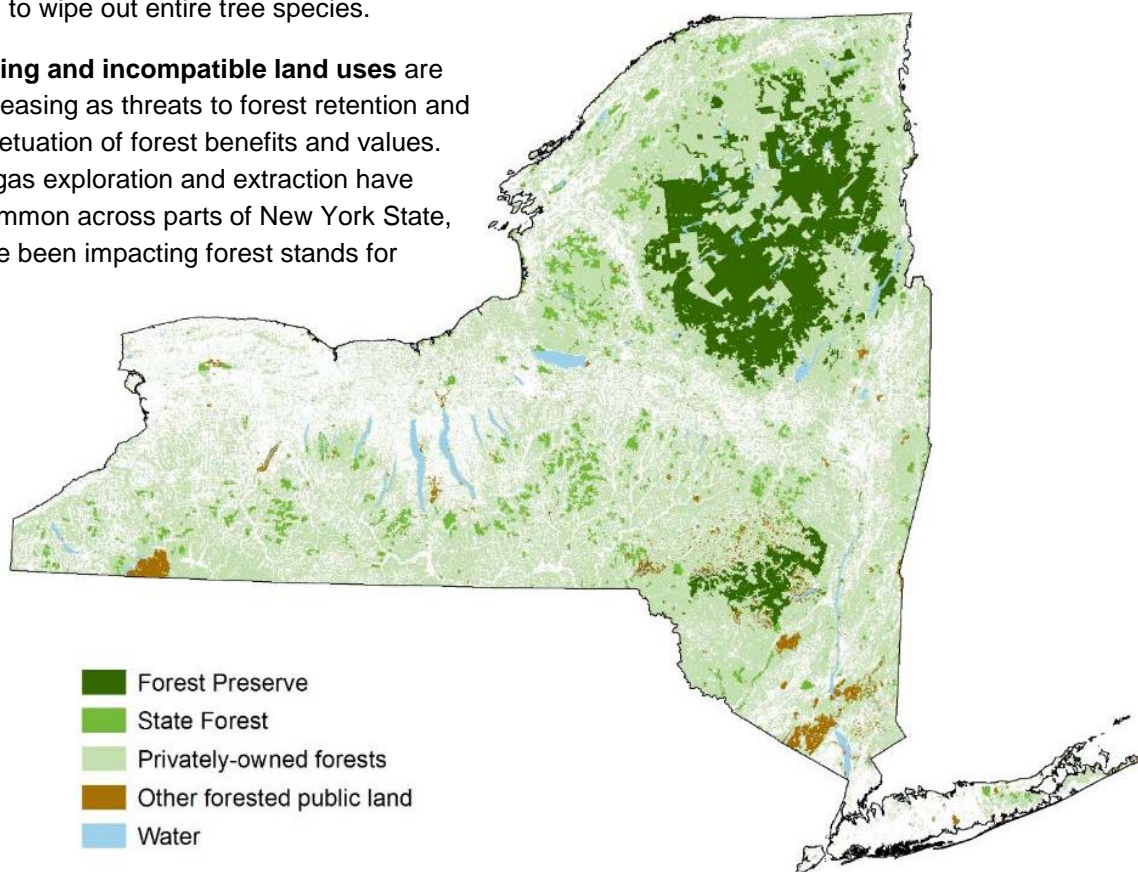 to wipe out entire tree species.
ing and incompatible land uses are
easing as threats to forest retention and
etuation of forest benefits and values.
gas exploration and extraction have
mmon across parts of New York State,
e been impacting forest stands for
Forest Preserve
State Forest
Privately-owned forests
Other forested public land
Water